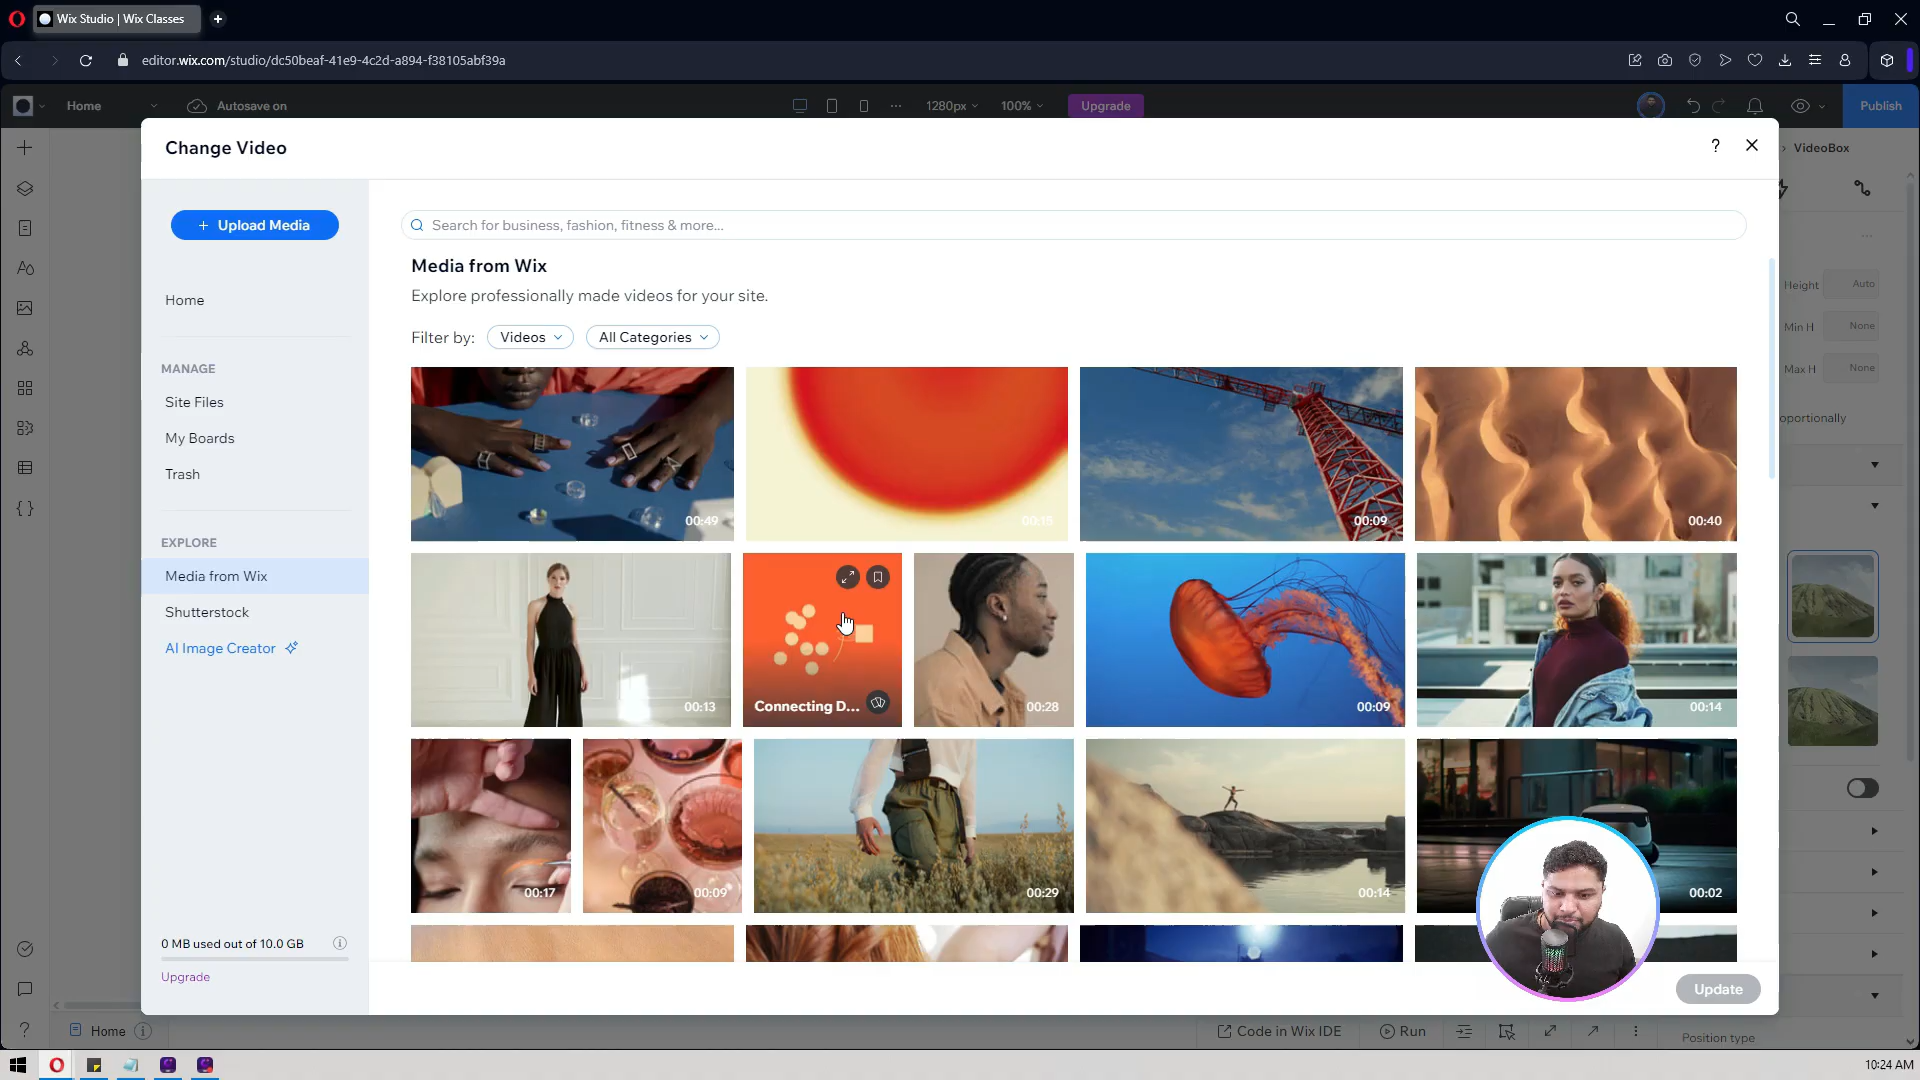 Wix Studio | Wix Classes
editor.wix.com/studio/dc50beaf-41e9-4c2d-a894-f38105abf39a
Home
Autosave on
1280px
100%
Upgrade
Publish
Change Video
?
VideoBox
+ Upload Media
Search for business, fashion, fitness & more...
Media from Wix
Explore professionally made videos for your site.
Filter by:
Videos
All Categories
Home
MANAGE
Site Files
My Boards
Trash
EXPLORE
Media from Wix
Shutterstock
AI Image Creator
0 MB used out of 10.0 GB
Upgrade
00:49
00:15
00:09
00:40
00:13
Connecting D...
00:28
00:09
00:14
00:17
00:09
00:29
00:14
00:02
Height
Auto
Min H
None
Max H
None
oportionally
Update
Home
Code in Wix IDE
Run
Position type
10:24 AM